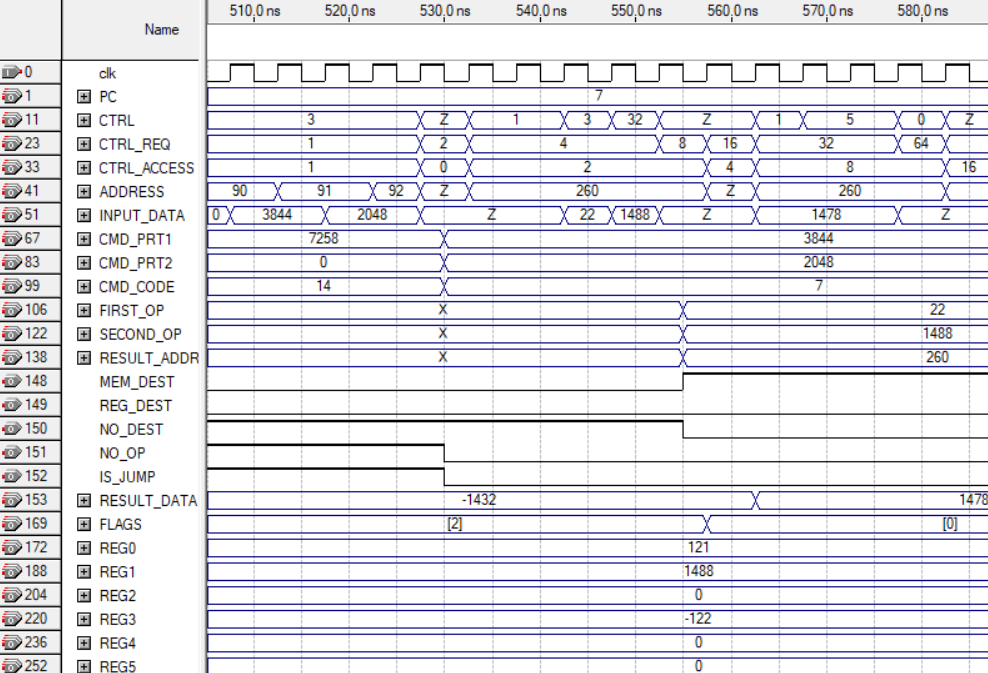 510.0 ns 520.0 ns 530.0 ns 540.0 ns 550.0 ns 560.0 ns 570.0 ns 580.0 ns
Name
0 clk
1 PC 7
11 CTRL 3 Z 1 3 32 Z 1 5 0 Z
23 CTRL_REQ 1 2 4 8 16 32 64
33 CTRL_ACCESS 1 0 2 4 8 16
41 ADDRESS 90 91 92 Z 260 Z 260
51 INPUT_DATA 0 3844 2048 Z 22 1488 Z 1478 Z
67 CMD_PRT1 7258 3844
83 CMD_PRT2 0 2048
99 CMD_CODE 14 7
106 FIRST_OP X 22
122 SECOND_OP X 1488
138 RESULT_ADDR X 260
148 MEM_DEST
149 REG_DEST
150 NO_DEST
151 NO_OP
152 IS_JUMP
153 RESULT_DATA -1432 1478
169 FLAGS [2] [0]
172 REG0 121
188 REG1 1488
204 REG2 0
220 REG3 -122
236 REG4 0
252 REG5 0